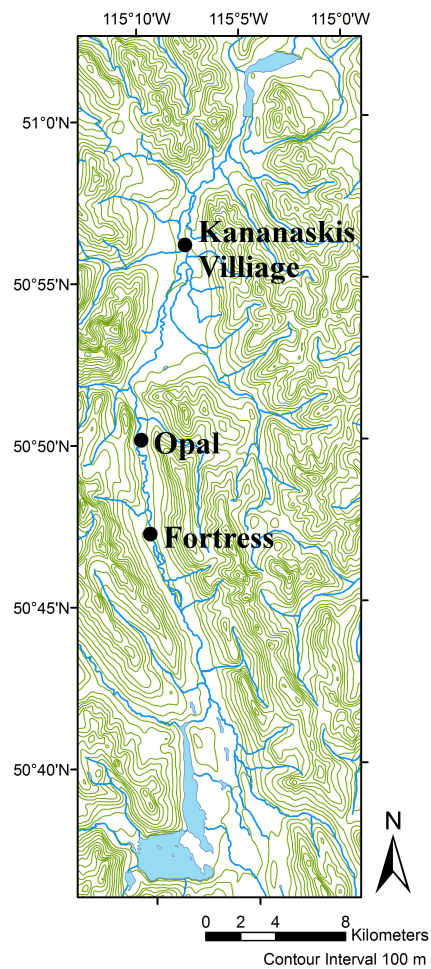 115°10'W 115°5'W 115°0'W
51°0'N
Kananaskis
Villiage
50°55'N
50°50'N
Opal
Fortress
50°45'N
50°40'N
N
0 2 4 8
Kilometers
Contour Interval 100 m